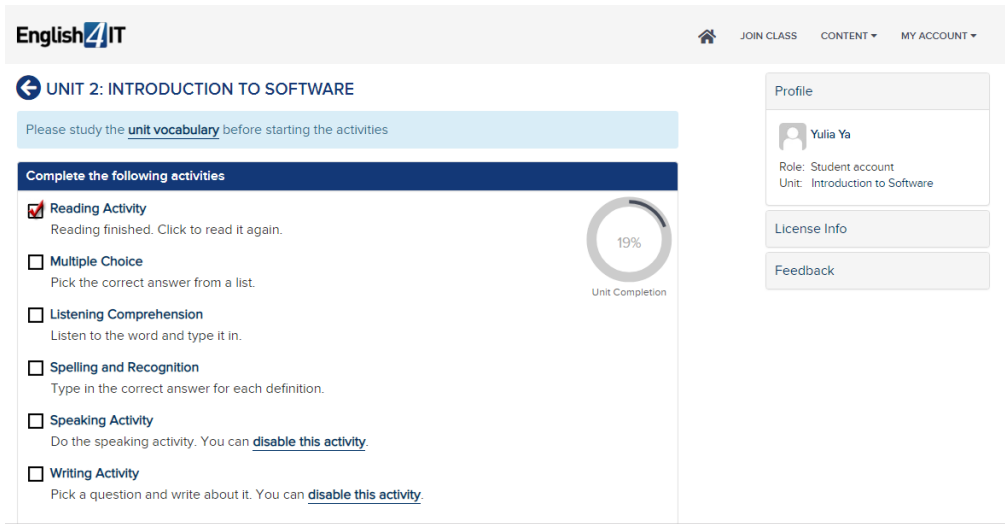 English4IT
JOIN CLASS CONTENT MY ACCOUNT
UNIT 2: INTRODUCTION TO SOFTWARE
Please study the unit vocabulary before starting the activities
Complete the following activities
Reading Activity
Reading finished. Click to read it again.
Multiple Choice
Pick the correct answer from a list.
Listening Comprehension
Listen to the word and type it in.
Spelling and Recognition
Type in the correct answer for each definition.
Speaking Activity
Do the speaking activity. You can disable this activity.
Writing Activity
Pick a question and write about it. You can disable this activity.
19%
Unit Completion
Profile
Yulia Ya
Role: Student account
Unit: Introduction to Software
License Info
Feedback